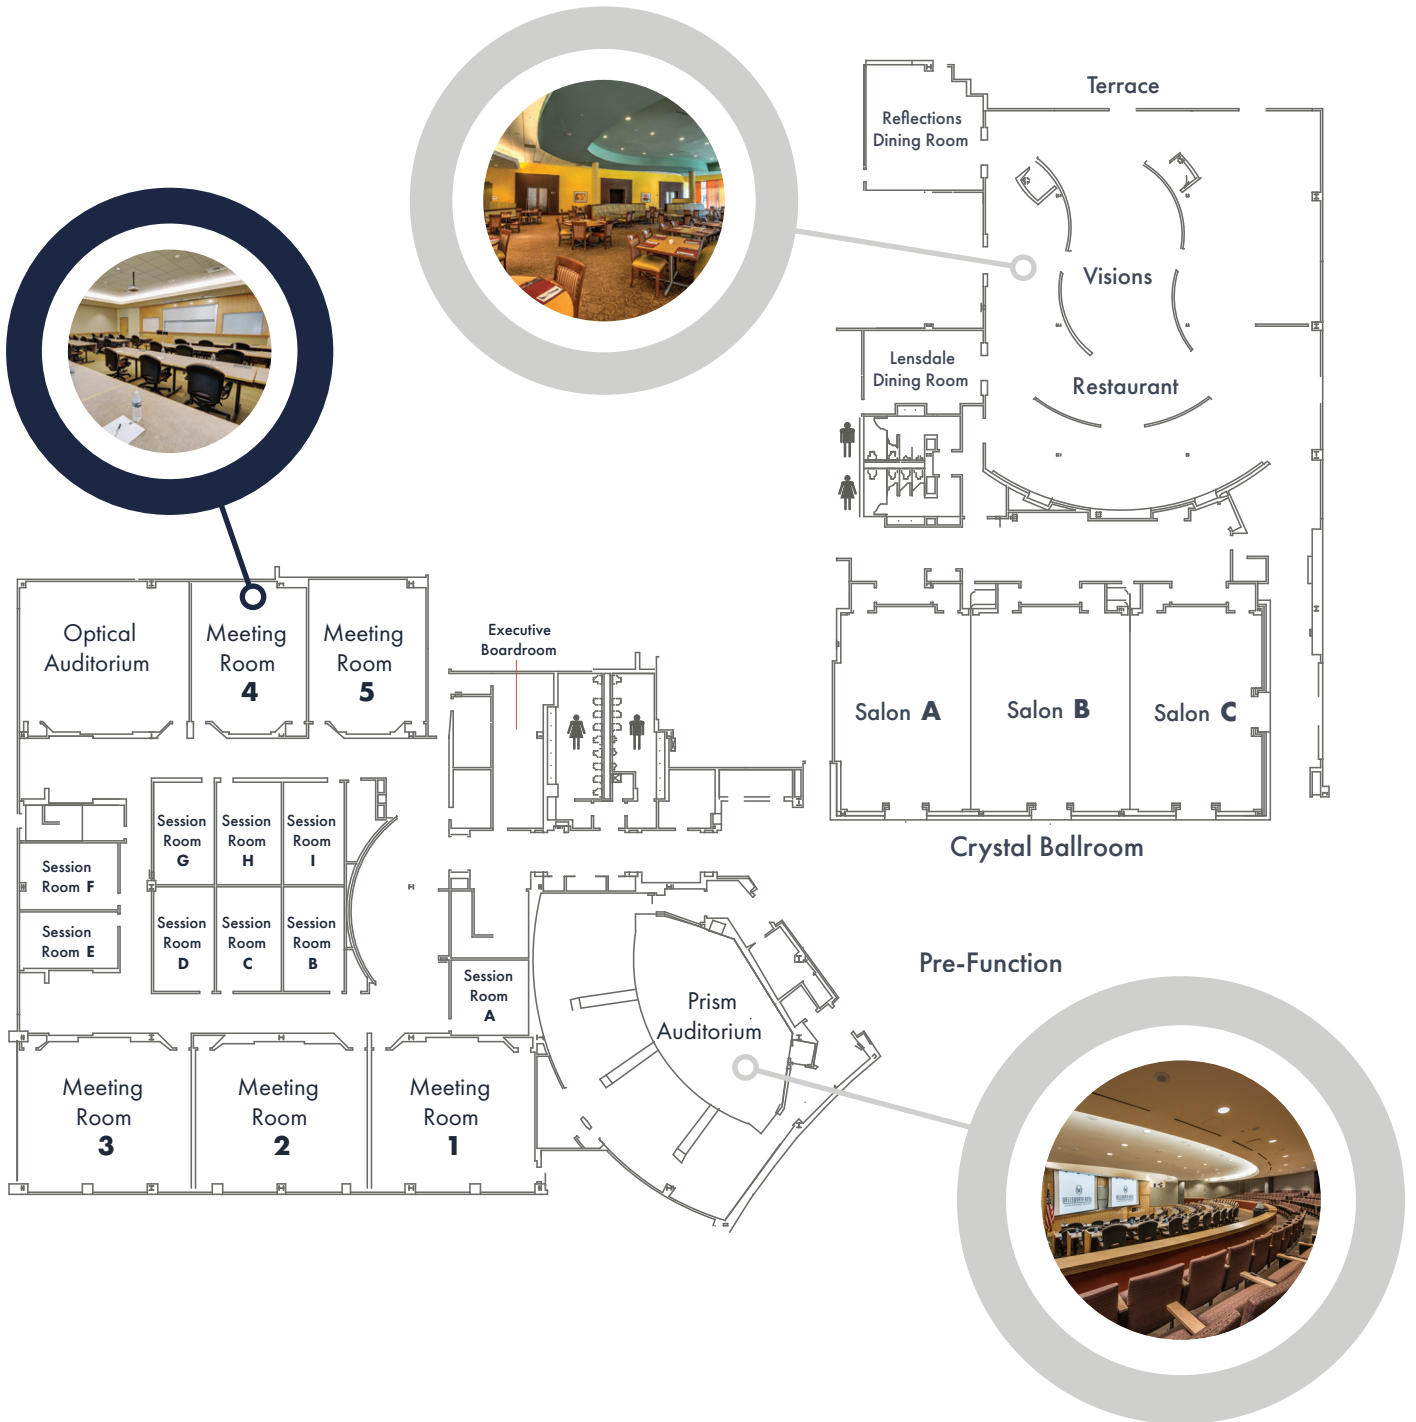 Terrace
Reflections
Dining Room
Visions
Restaurant
Lensdale
Dining Room
Optical
Auditorium
Meeting
Room
4
Meeting
Room
5
Executive
Boardroom
Salon A
Salon B
Salon C
Crystal Ballroom
Session
Room
G
Session
Room
H
Session
Room
I
Session
Room F
Session
Room E
Session
Room
D
Session
Room
C
Session
Room
B
Session
Room
A
Prism
Auditorium
Pre-Function
Meeting
Room
3
Meeting
Room
2
Meeting
Room
1